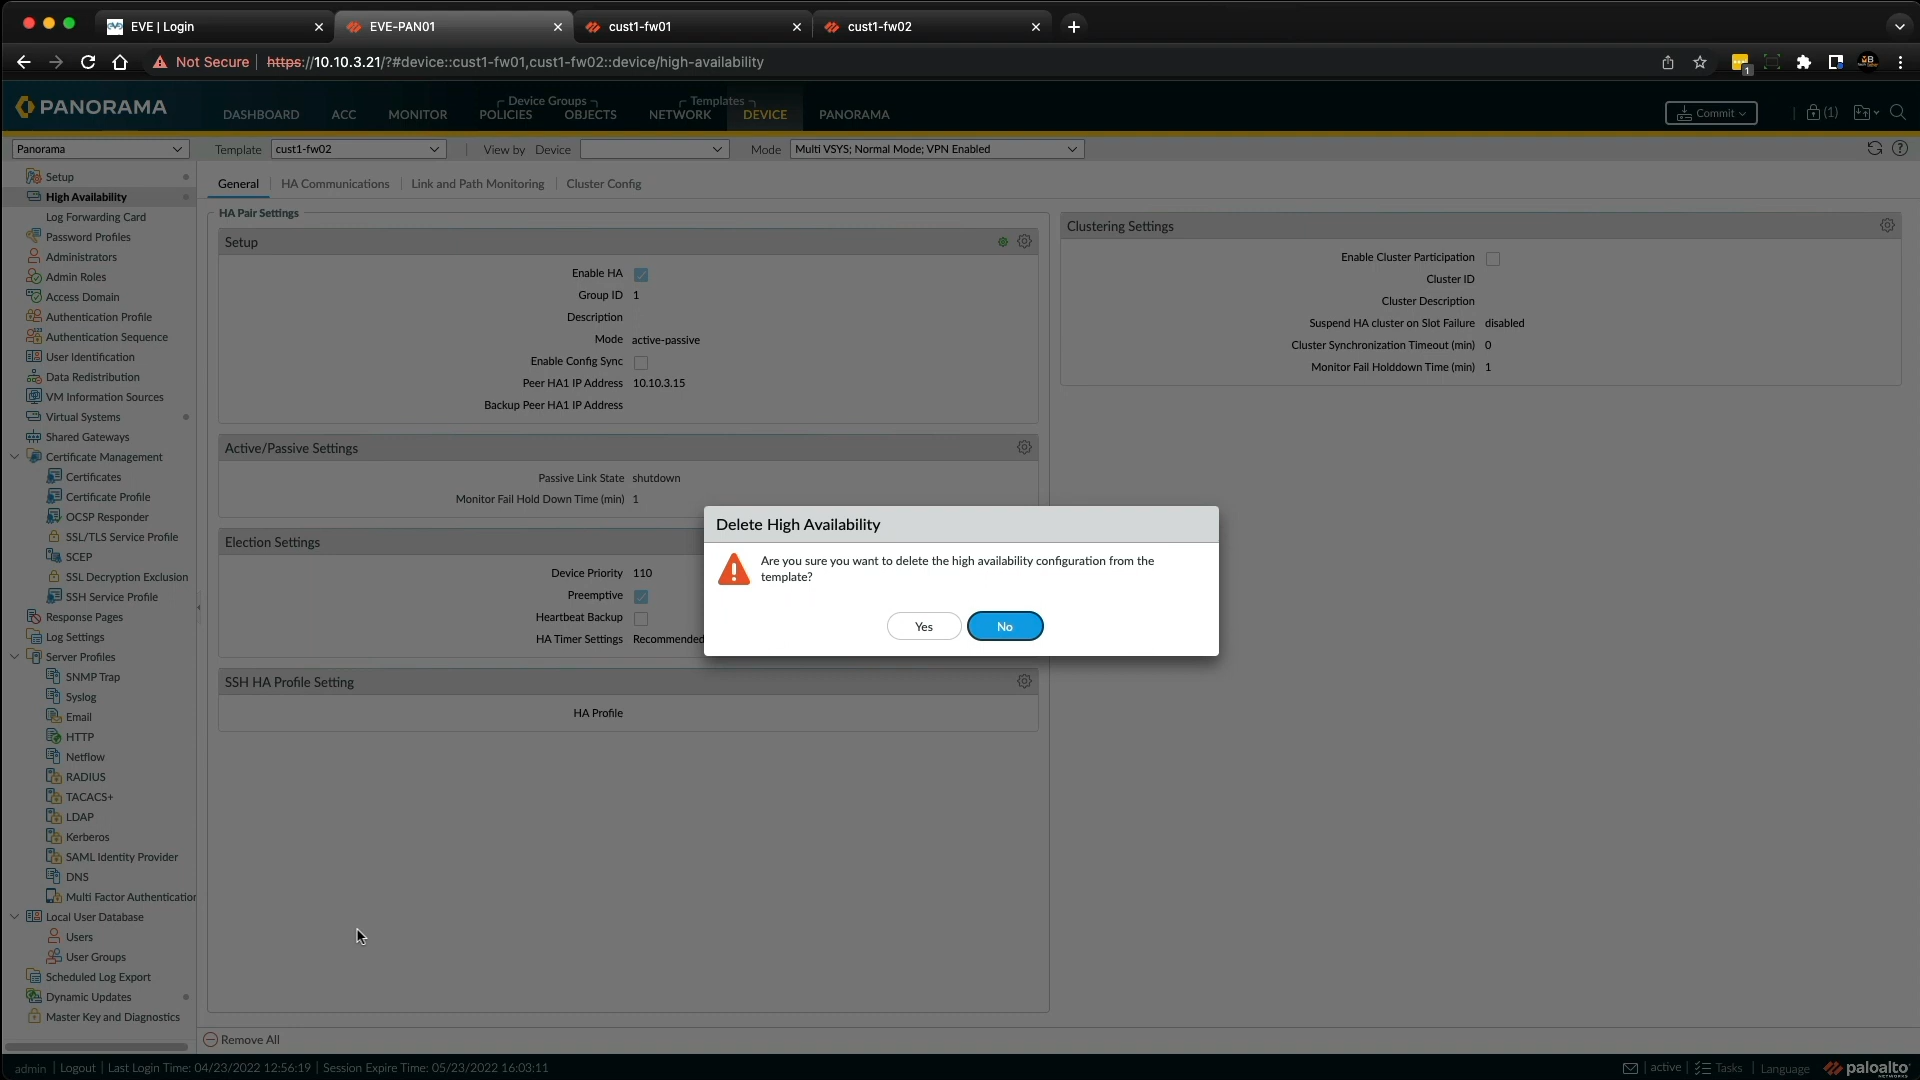 EVE | Login
EVE-PAN01
cust1-fw01
cust1-fw02
Not Secure
https://10.10.3.21/?#device::cust1-fw01,cust1-fw02::device/high-availability
1
PANORAMA
Device Groups
Templates
DASHBOARD
ACC
MONITOR
POLICIES
OBJECTS
NETWORK
DEVICE
PANORAMA
Commit
(1)
Panorama
Template
cust1-fw02
View by
Device
Mode
Multi VSYS; Normal Mode; VPN Enabled
Setup
High Availability
Log Forwarding Card
Password Profiles
Administrators
Admin Roles
Access Domain
Authentication Profile
Authentication Sequence
User Identification
Data Redistribution
VM Information Sources
Virtual Systems
Shared Gateways
Certificate Management
Certificates
Certificate Profile
OCSP Responder
SSL/TLS Service Profile
SCEP
SSL Decryption Exclusion
SSH Service Profile
Response Pages
Log Settings
Server Profiles
SNMP Trap
Syslog
Email
HTTP
Netflow
RADIUS
TACACS+
LDAP
Kerberos
SAML Identity Provider
DNS
Multi Factor Authentication
Local User Database
Users
User Groups
Scheduled Log Export
Dynamic Updates
Master Key and Diagnostics
General
HA Communications
Link and Path Monitoring
Cluster Config
HA Pair Settings
Setup
Enable HA
Group ID 1
Description
Mode active-passive
Enable Config Sync
Peer HA1 IP Address 10.10.3.15
Backup Peer HA1 IP Address
Active/Passive Settings
Passive Link State shutdown
Monitor Fail Hold Down Time (min) 1
Election Settings
Device Priority 110
Preemptive
Heartbeat Backup
HA Timer Settings Recommended
SSH HA Profile Setting
HA Profile
Clustering Settings
Enable Cluster Participation
Cluster ID
Cluster Description
Suspend HA cluster on Slot Failure disabled
Cluster Synchronization Timeout (min) 0
Monitor Fail Holddown Time (min) 1
Delete High Availability
Are you sure you want to delete the high availability configuration from the
template?
Yes
No
Remove All
admin | Logout | Last Login Time: 04/23/2022 12:56:19 | Session Expire Time: 05/23/2022 16:03:11
active | Tasks | Language
paloalto
NETWORKS